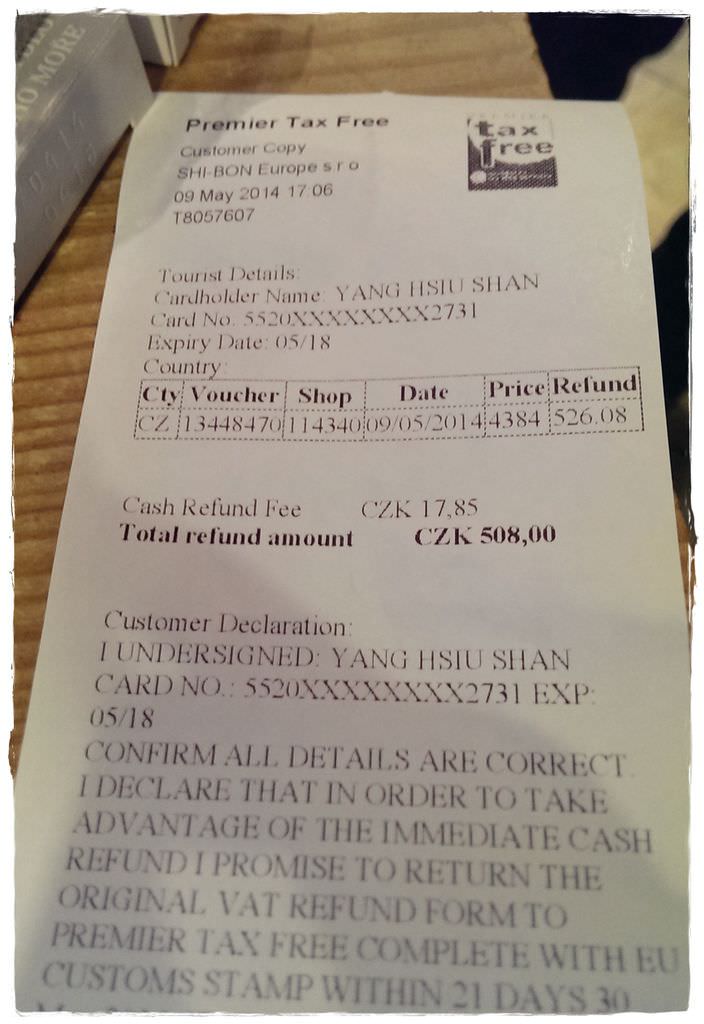 NO MORE
Premier Tax Free
tax
free
Customer Copy
SHI-BON Europe s r o
09 May 2014 17:06
T8057607
Tourist Details:
Cardholder Name: YANG HSIU SHAN
Card No. 5520XXXXXXXX2731
Expiry Date: 05/18
Country:
Cty Voucher Shop Date Price Refund
CZ 13448470 114340 09/05/2014 4384 526.08
Cash Refund Fee CZK 17,85
Total refund amount CZK 508,00
Customer Declaration:
I UNDERSIGNED: YANG HSIU SHAN
CARD NO.: 5520XXXXXXXX2731 EXP:
05/18
CONFIRM ALL DETAILS ARE CORRECT.
I DECLARE THAT IN ORDER TO TAKE
ADVANTAGE OF THE IMMEDIATE CASH
REFUND I PROMISE TO RETURN THE
ORIGINAL VAT REFUND FORM TO
PREMIER TAX FREE COMPLETE WITH EU
CUSTOMS STAMP WITHIN 21 DAYS 30